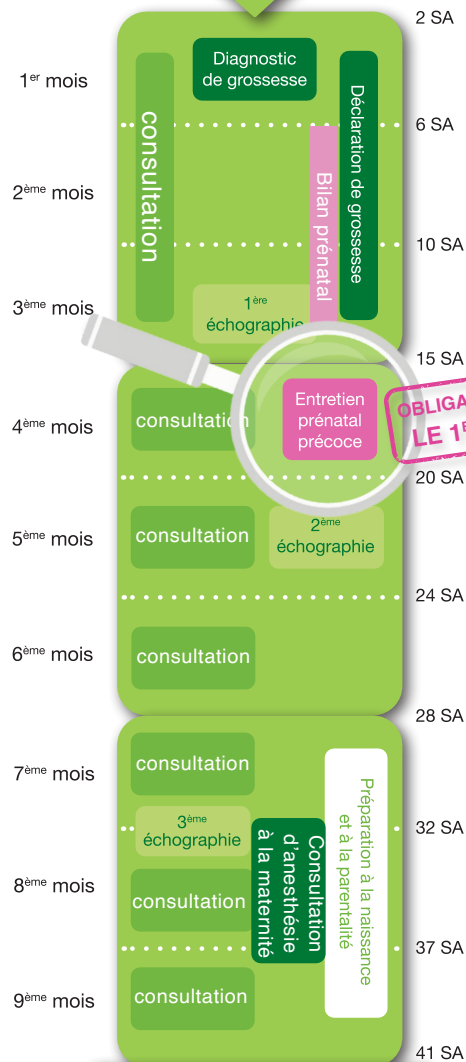 2 SA
Diagnostic
de grossesse
1er mois
consultation
Déclaration de grossesse
6 SA
Bilan prénatal
2ème mois
10 SA
1ère
échographie
3ème mois
15 SA
Entretien
prénatal
précoce
consultation
4ème mois
LE 1
20 SA
2ème
échographie
consultation
5ème mois
24 SA
consultation
6ème mois
28 SA
consultation
7ème mois
Préparation à la naissance
et à la parentalité
3ème
échographie
32 SA
Consultation
d'anesthésie
à la maternité
consultation
8ème mois
37 SA
consultation
9ème mois
41 SA